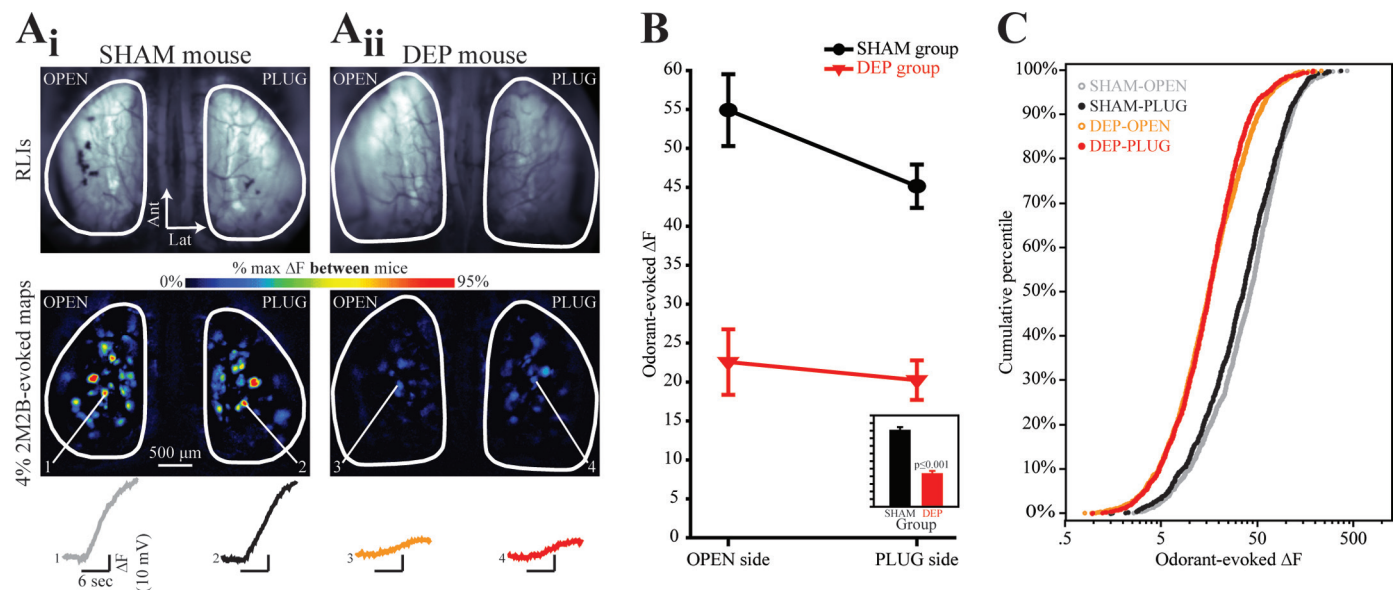 Ai
SHAM mouse
OPEN
PLUG
RLIs
Ant
Lat
Aii
DEP mouse
OPEN
PLUG
0%
% max ΔF between mice
95%
4% 2M2B-evoked maps
OPEN
PLUG
1
500 µm
2
OPEN
PLUG
3
4
1
6 sec
ΔF
(10 mV)
2
3
4
B
SHAM group
DEP group
60
55
50
45
40
35
30
25
20
15
10
5
0
Odorant-evoked ΔF
OPEN side
PLUG side
p≤0.001
SHAM DEP
Group
C
SHAM-OPEN
SHAM-PLUG
DEP-OPEN
DEP-PLUG
100%
90%
80%
70%
60%
50%
40%
30%
20%
10%
0%
Cumulative percentile
.5 5 50 500
Odorant-evoked ΔF